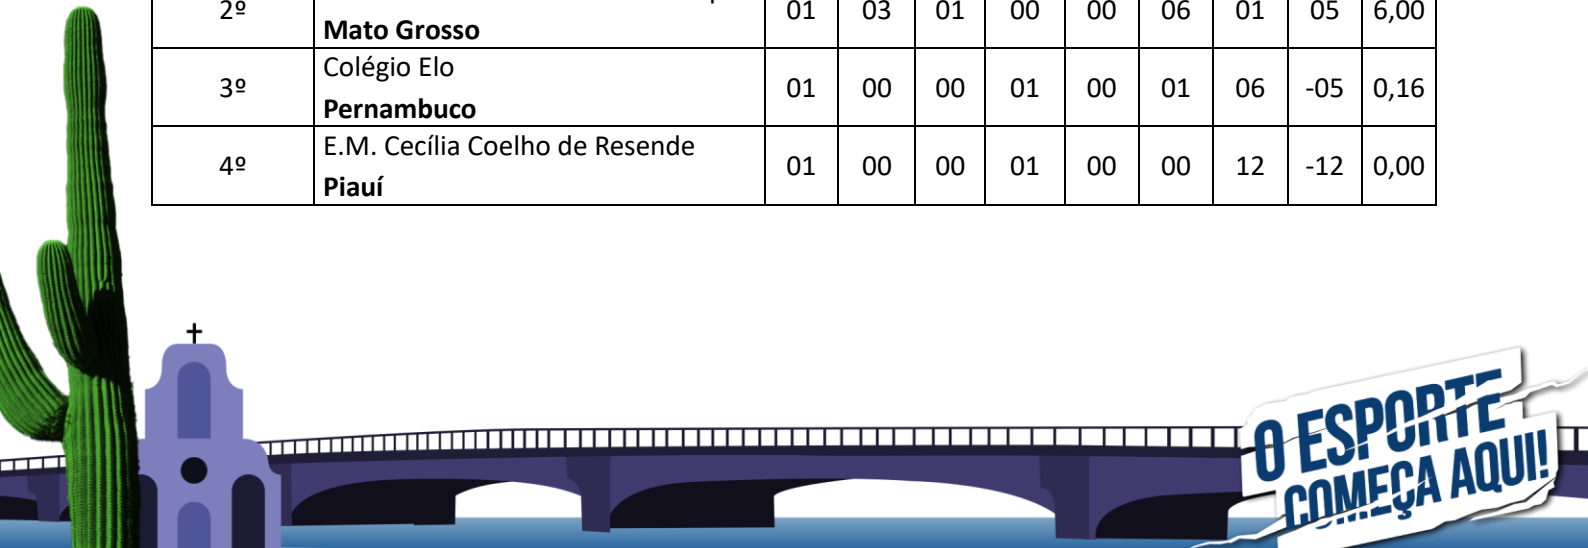 2º 01 03 01 00 00 06 01 05 6,00
Mato Grosso
Colégio Elo
3º 01 00 00 01 00 01 06 -05 0,16
Pernambuco
E.M. Cecília Coelho de Resende
4º 01 00 00 01 00 00 12 -12 0,00
Piauí
O ESPORTE
COMEÇA AQUI!